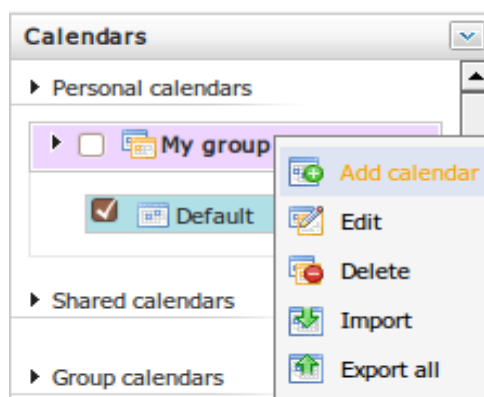 Calendars
Personal calendars
My group
Add calendar
Default
Edit
Delete
Shared calendars
Import
Group calendars
Export all